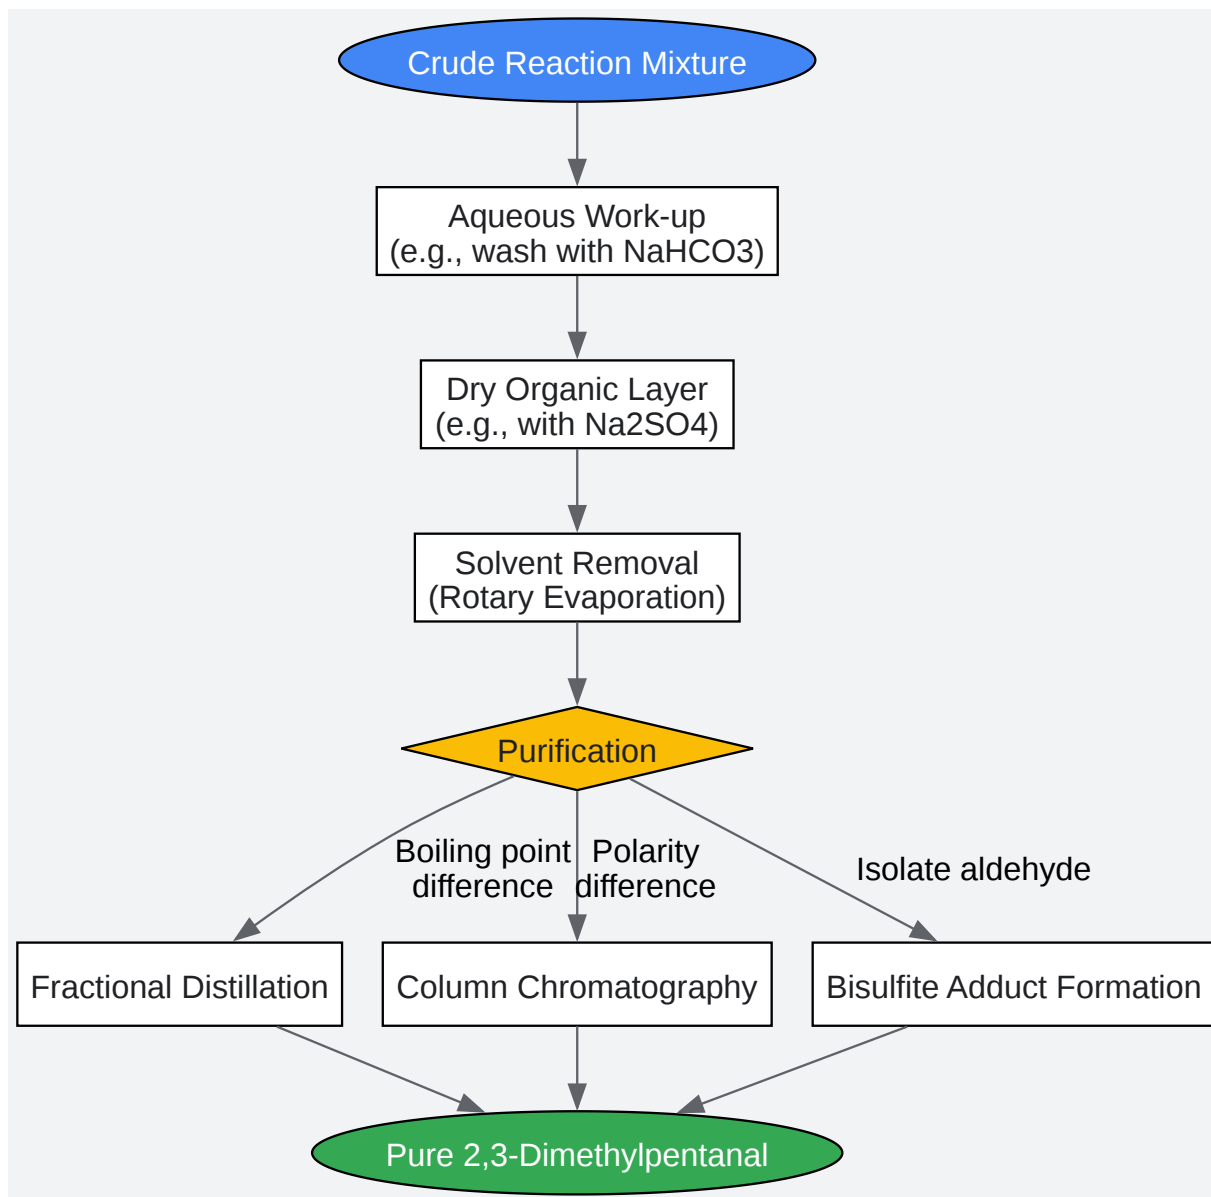 Crude Reaction Mixture
Aqueous Work-up
(e.g., wash with NaHCO3)
Dry Organic Layer
(e.g., with Na2SO4)
Solvent Removal
(Rotary Evaporation)
Purification
Boiling point
difference
Polarity
difference
Isolate aldehyde
Fractional Distillation
Column Chromatography
Bisulfite Adduct Formation
Pure 2,3-Dimethylpentanal